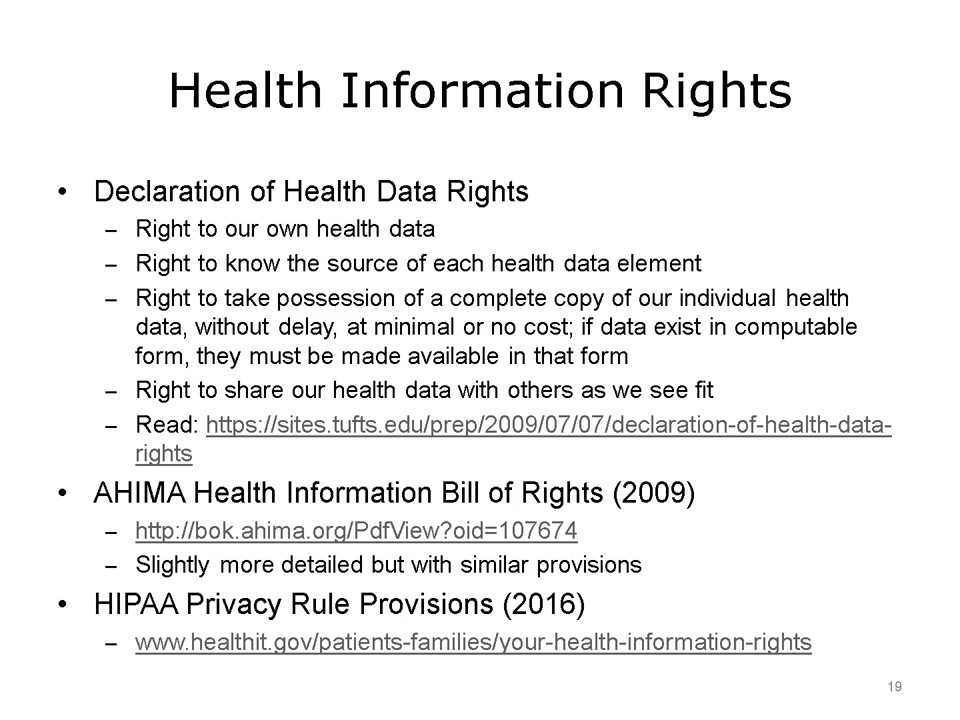 Health Information Rights
• Declaration of Health Data Rights
– Right to our own health data
– Right to know the source of each health data element
– Right to take possession of a complete copy of our individual health
data, without delay, at minimal or no cost; if data exist in computable
form, they must be made available in that form
– Right to share our health data with others as we see fit
– Read: https://sites.tufts.edu/prep/2009/07/07/declaration-of-health-data-
rights
• AHIMA Health Information Bill of Rights (2009)
– http://bok.ahima.org/PdfView?oid=107674
– Slightly more detailed but with similar provisions
• HIPAA Privacy Rule Provisions (2016)
– www.healthit.gov/patients-families/your-health-information-rights
19